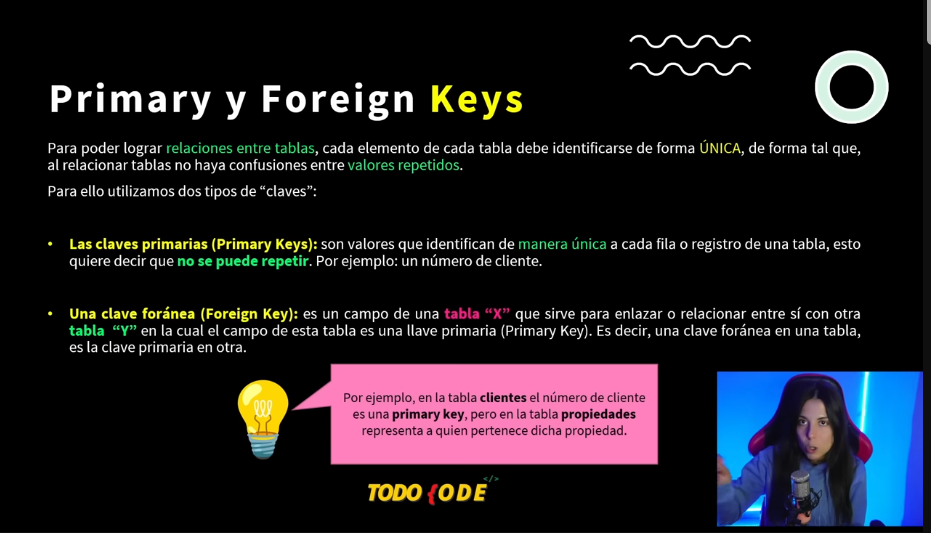 Primary y Foreign Keys
Para poder lograr relaciones entre tablas, cada elemento de cada tabla debe identificarse de forma ÚNICA, de forma tal que,
al relacionar tablas no haya confusiones entre valores repetidos.
Para ello utilizamos dos tipos de “claves”:
• Las claves primarias (Primary Keys): son valores que identifican de manera única a cada fila o registro de una tabla, esto
quiere decir que no se puede repetir. Por ejemplo: un número de cliente.
• Una clave foránea (Foreign Key): es un campo de una tabla “X” que sirve para enlazar o relacionar entre sí con otra
tabla “Y” en la cual el campo de esta tabla es una llave primaria (Primary Key). Es decir, una clave foránea en una tabla,
es la clave primaria en otra.
Por ejemplo, en la tabla clientes el número de cliente
es una primary key, pero en la tabla propiedades
representa a quien pertenece dicha propiedad.
</>
TODO {ODE